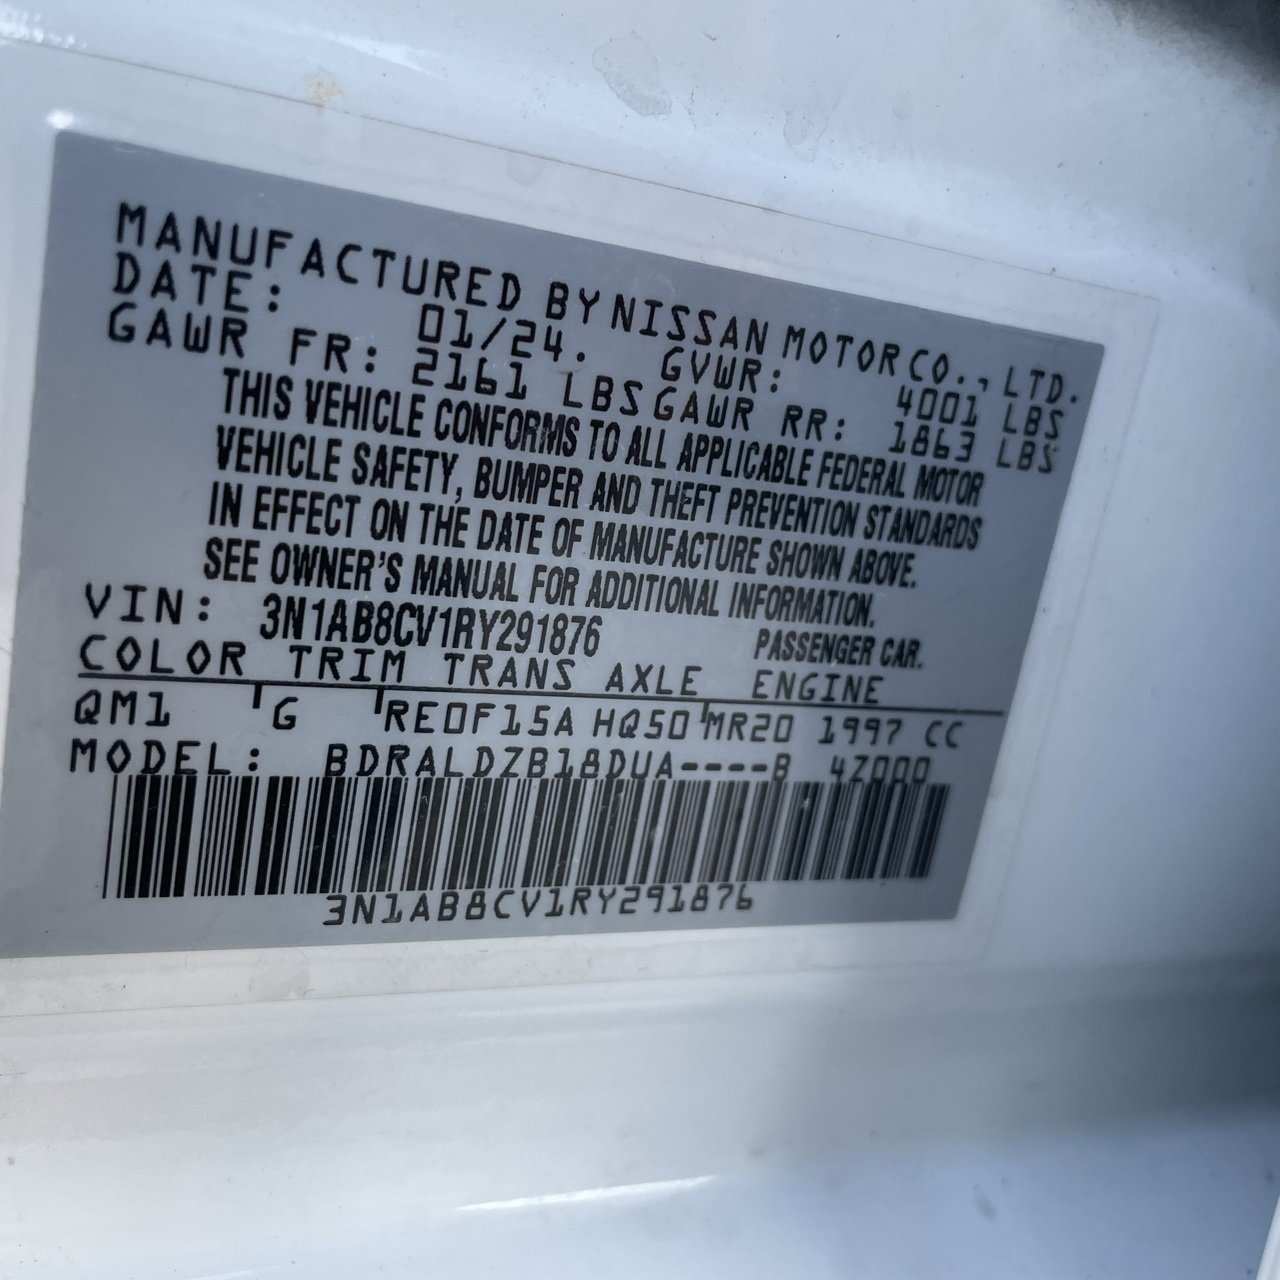 MANUFACTURED BY NISSAN MOTOR CO., LTD.
DATE: 01/24. GVWR: 4001 LBS
GAWR FR: 2161 LBS GAWR RR: 1863 LBS
THIS VEHICLE CONFORMS TO ALL APPLICABLE FEDERAL MOTOR
VEHICLE SAFETY, BUMPER AND THEFT PREVENTION STANDARDS
IN EFFECT ON THE DATE OF MANUFACTURE SHOWN ABOVE.
SEE OWNER'S MANUAL FOR ADDITIONAL INFORMATION.
VIN: 3N1AB8CV1RY291876 PASSENGER CAR.
COLOR TRIM TRANS AXLE ENGINE
QM1 G RE0F15A HQ50 MR20 1997 CC
MODEL: BDRALDZB18DUA----B 4Z000
3N1AB8CV1RY291876